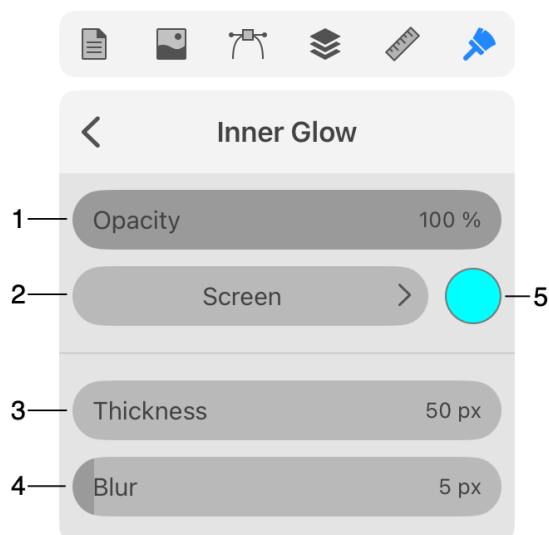 Inner Glow
1 Opacity 100 %
2 Screen 5
3 Thickness 50 px
4 Blur 5 px